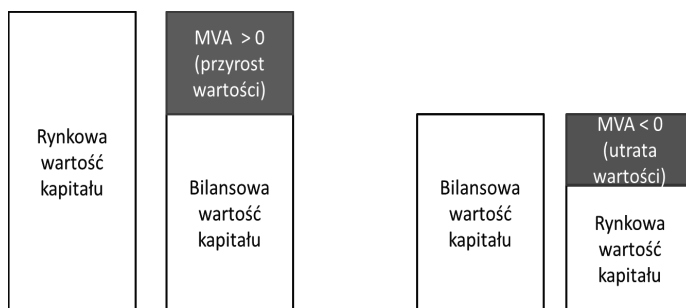 Rynkowa
wartość
kapitału
MVA > 0
(przyrost
wartości)
Bilansowa
wartość
kapitału
Bilansowa
wartość
kapitału
MVA < 0
(utrata
wartości)
Rynkowa
wartość
kapitału